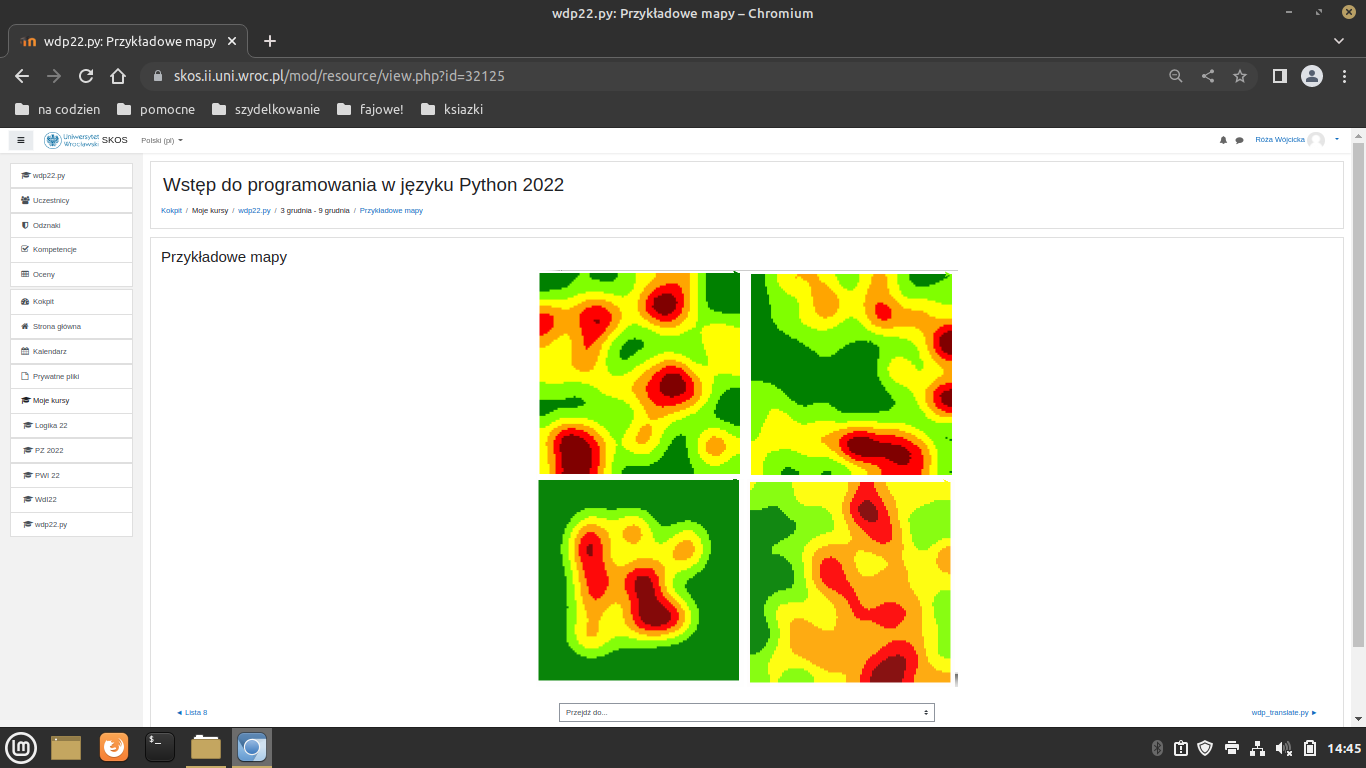 wdp22.py: Przykładowe mapy – Chromium
wdp22.py: Przykładowe mapy
skos.ii.uni.wroc.pl/mod/resource/view.php?id=32125
na codzien pomocne szydelkowanie fajowe! ksiazki
Uniwersytet Wrocławski SKOS Polski (pl) Róża Wójcicka
wdp22.py
Uczestnicy
Odznaki
Kompetencje
Oceny
Kokpit
Strona główna
Kalendarz
Prywatne pliki
Moje kursy
Logika 22
PZ 2022
PWI 22
WdI22
wdp22.py
Wstęp do programowania w języku Python 2022
Kokpit / Moje kursy / wdp22.py / 3 grudnia - 9 grudnia / Przykładowe mapy
Przykładowe mapy
◄ Lista 8 Przejdź do... wdp_translate.py ►
$_ 14:45